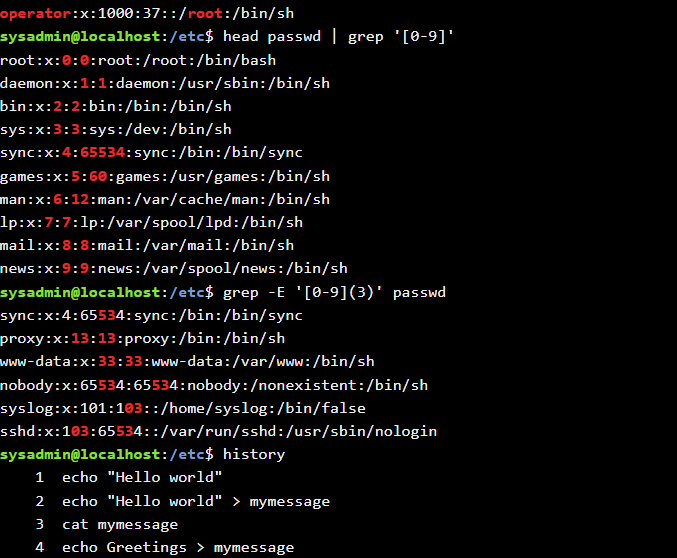 operator:x:1000:37::/root:/bin/sh
sysadmin@localhost:/etc$ head passwd | grep '[0-9]'
root:x:0:0:root:/root:/bin/bash
daemon:x:1:1:daemon:/usr/sbin:/bin/sh
bin:x:2:2:bin:/bin:/bin/sh
sys:x:3:3:sys:/dev:/bin/sh
sync:x:4:65534:sync:/bin:/bin/sync
games:x:5:60:games:/usr/games:/bin/sh
man:x:6:12:man:/var/cache/man:/bin/sh
lp:x:7:7:lp:/var/spool/lpd:/bin/sh
mail:x:8:8:mail:/var/mail:/bin/sh
news:x:9:9:news:/var/spool/news:/bin/sh
sysadmin@localhost:/etc$ grep -E '[0-9](3)' passwd
sync:x:4:65534:sync:/bin:/bin/sync
proxy:x:13:13:proxy:/bin:/bin/sh
www-data:x:33:33:www-data:/var/www:/bin/sh
nobody:x:65534:65534:nobody:/nonexistent:/bin/sh
syslog:x:101:103::/home/syslog:/bin/false
sshd:x:103:65534::/var/run/sshd:/usr/sbin/nologin
sysadmin@localhost:/etc$ history
    1  echo "Hello world"
    2  echo "Hello world" > mymessage
    3  cat mymessage
    4  echo Greetings > mymessage